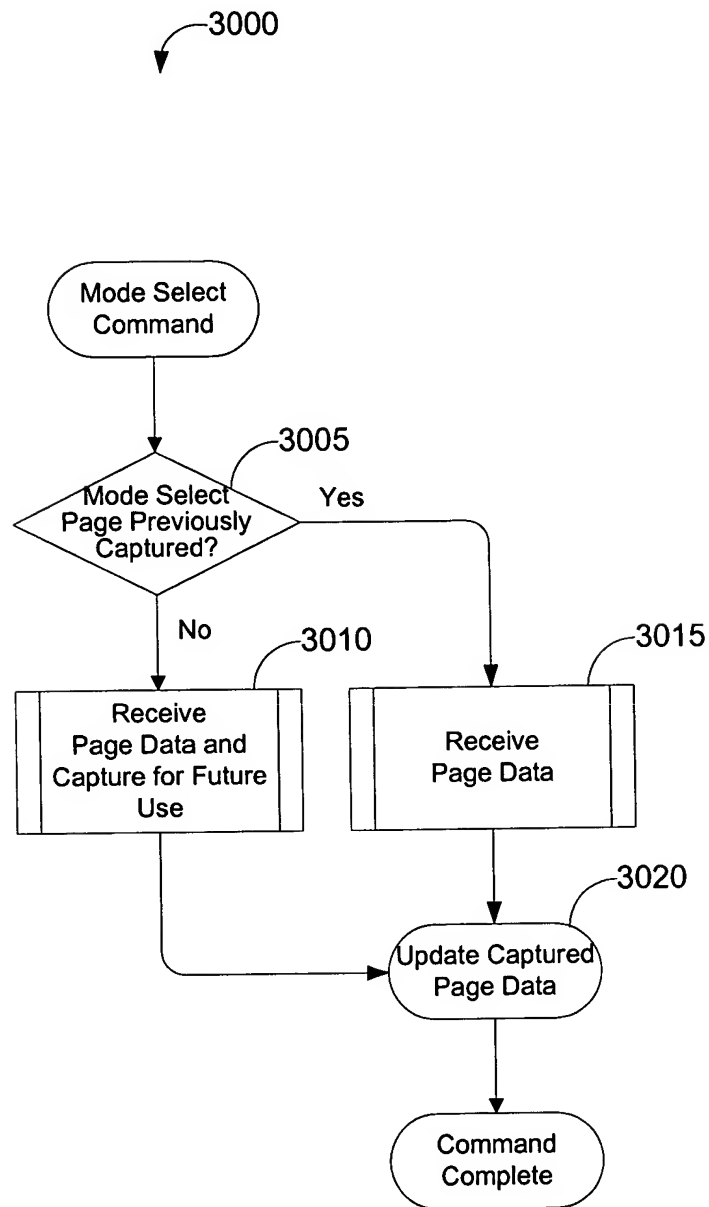 3000
Mode Select
Command
3005
Mode Select
Page Previously
Captured?
Yes
No
3010
Receive
Page Data and
Capture for Future
Use
3015
Receive
Page Data
3020
Update Captured
Page Data
Command
Complete